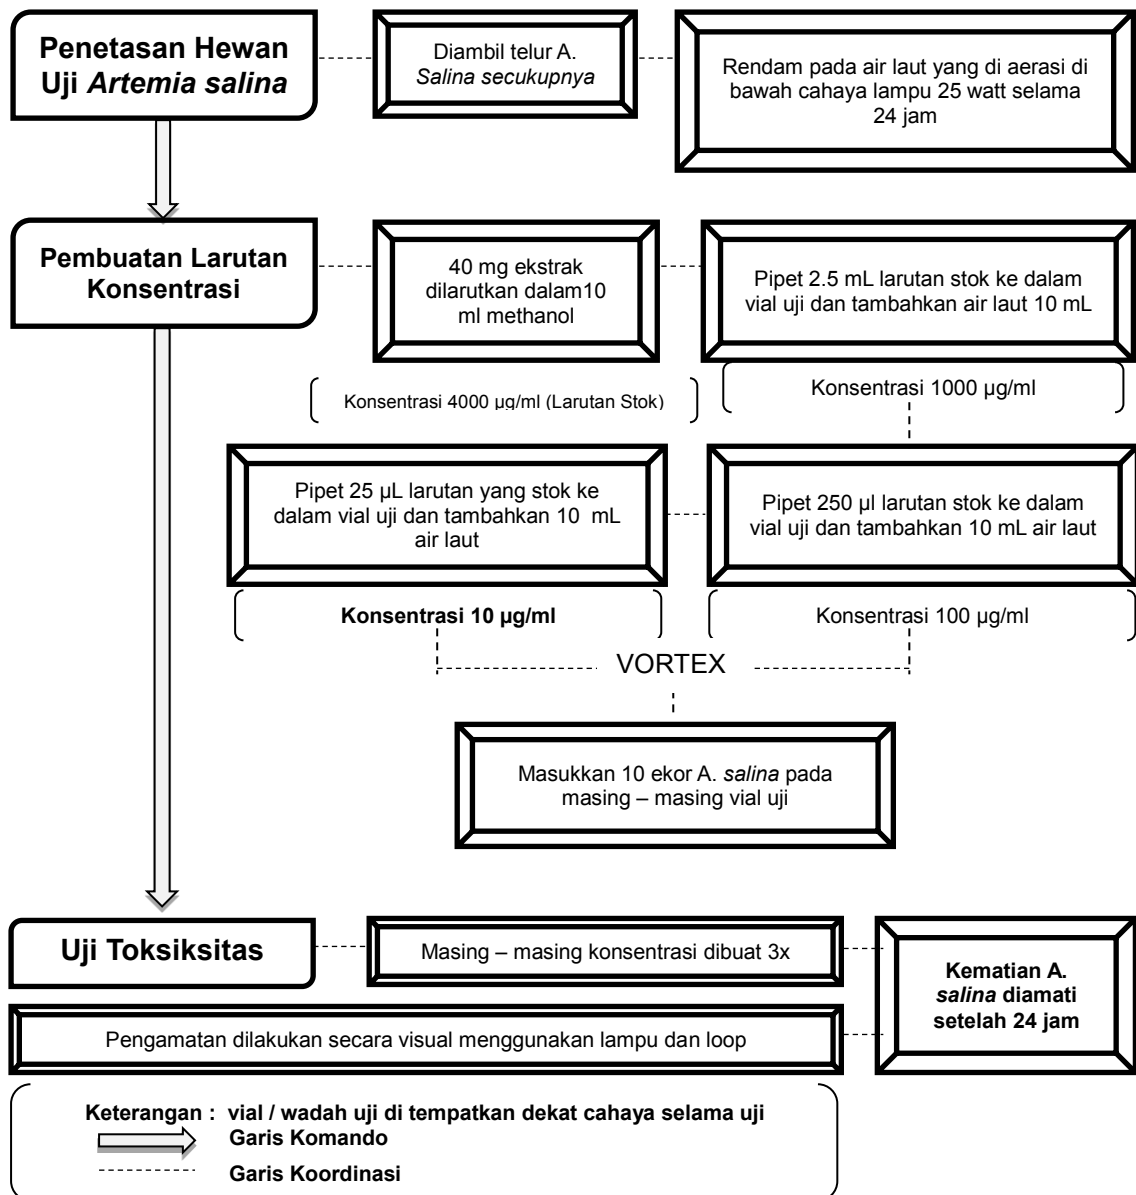 Penetasan Hewan
Uji Artemia salina
Diambil telur A.
Salina secukupnya
Rendam pada air laut yang di aerasi di
bawah cahaya lampu 25 watt selama
24 jam
Pembuatan Larutan
Konsentrasi
40 mg ekstrak
dilarutkan dalam10
ml methanol
Pipet 2.5 mL larutan stok ke dalam
vial uji dan tambahkan air laut 10 mL
Konsentrasi 4000 µg/ml (Larutan Stok)
Konsentrasi 1000 µg/ml
Pipet 25 µL larutan yang stok ke
dalam vial uji dan tambahkan 10 mL
air laut
Pipet 250 µl larutan stok ke dalam
vial uji dan tambahkan 10 mL air laut
Konsentrasi 10 µg/ml
Konsentrasi 100 µg/ml
VORTEX
Masukkan 10 ekor A. salina pada
masing – masing vial uji
Uji Toksiksitas
Masing – masing konsentrasi dibuat 3x
Kematian A.
salina diamati
setelah 24 jam
Pengamatan dilakukan secara visual menggunakan lampu dan loop
Keterangan : vial / wadah uji di tempatkan dekat cahaya selama uji
Garis Komando
Garis Koordinasi